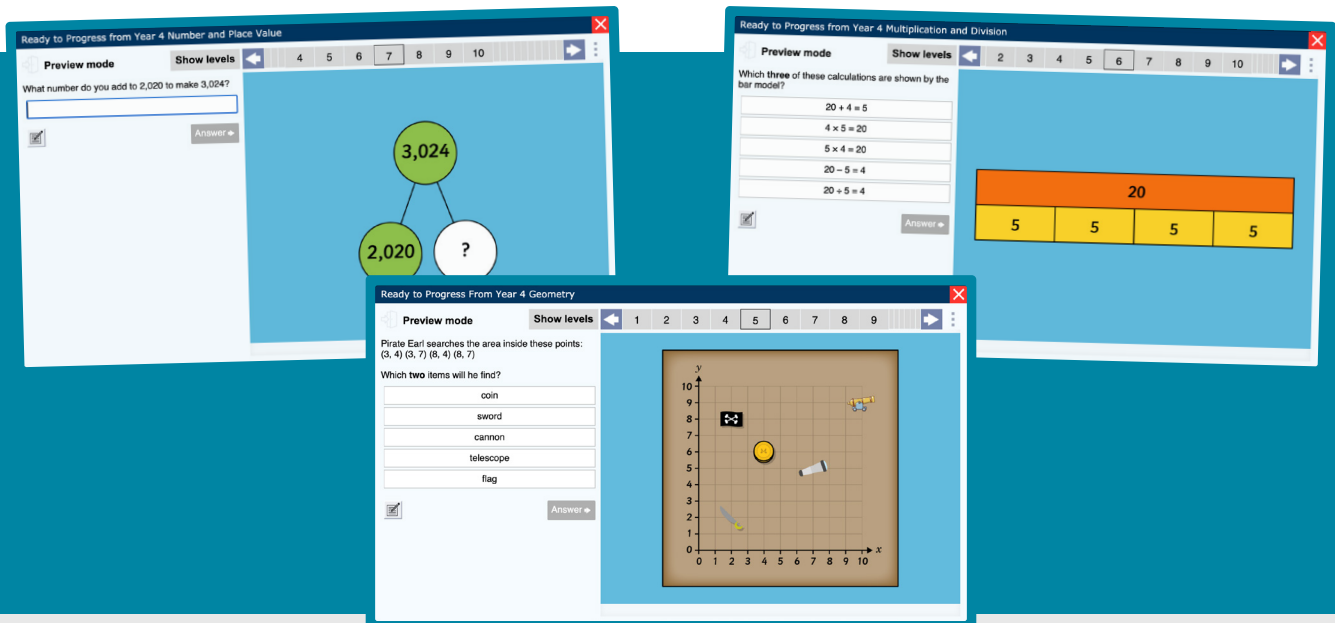 Ready to Progress from Year 4 Number and Place Value
Preview mode
Show levels
4 5 6 7 8 9 10
What number do you add to 2,020 to make 3,024?
Answer
3,024
2,020
?
Ready to Progress from Year 4 Multiplication and Division
Preview mode
Show levels
2 3 4 5 6 7 8 9 10
Which three of these calculations are shown by the
bar model?
20 + 4 = 5
4 × 5 = 20
5 × 4 = 20
20 − 5 = 4
20 ÷ 5 = 4
Answer
20
5 5 5 5
Ready to Progress From Year 4 Geometry
Preview mode
Show levels
1 2 3 4 5 6 7 8 9
Pirate Earl searches the area inside these points:
(3, 4) (3, 7) (8, 4) (8, 7)
Which two items will he find?
coin
sword
cannon
telescope
flag
Answer
y
10
9
8
7
6
5
4
3
2
1
0
x
0 1 2 3 4 5 6 7 8 9 10